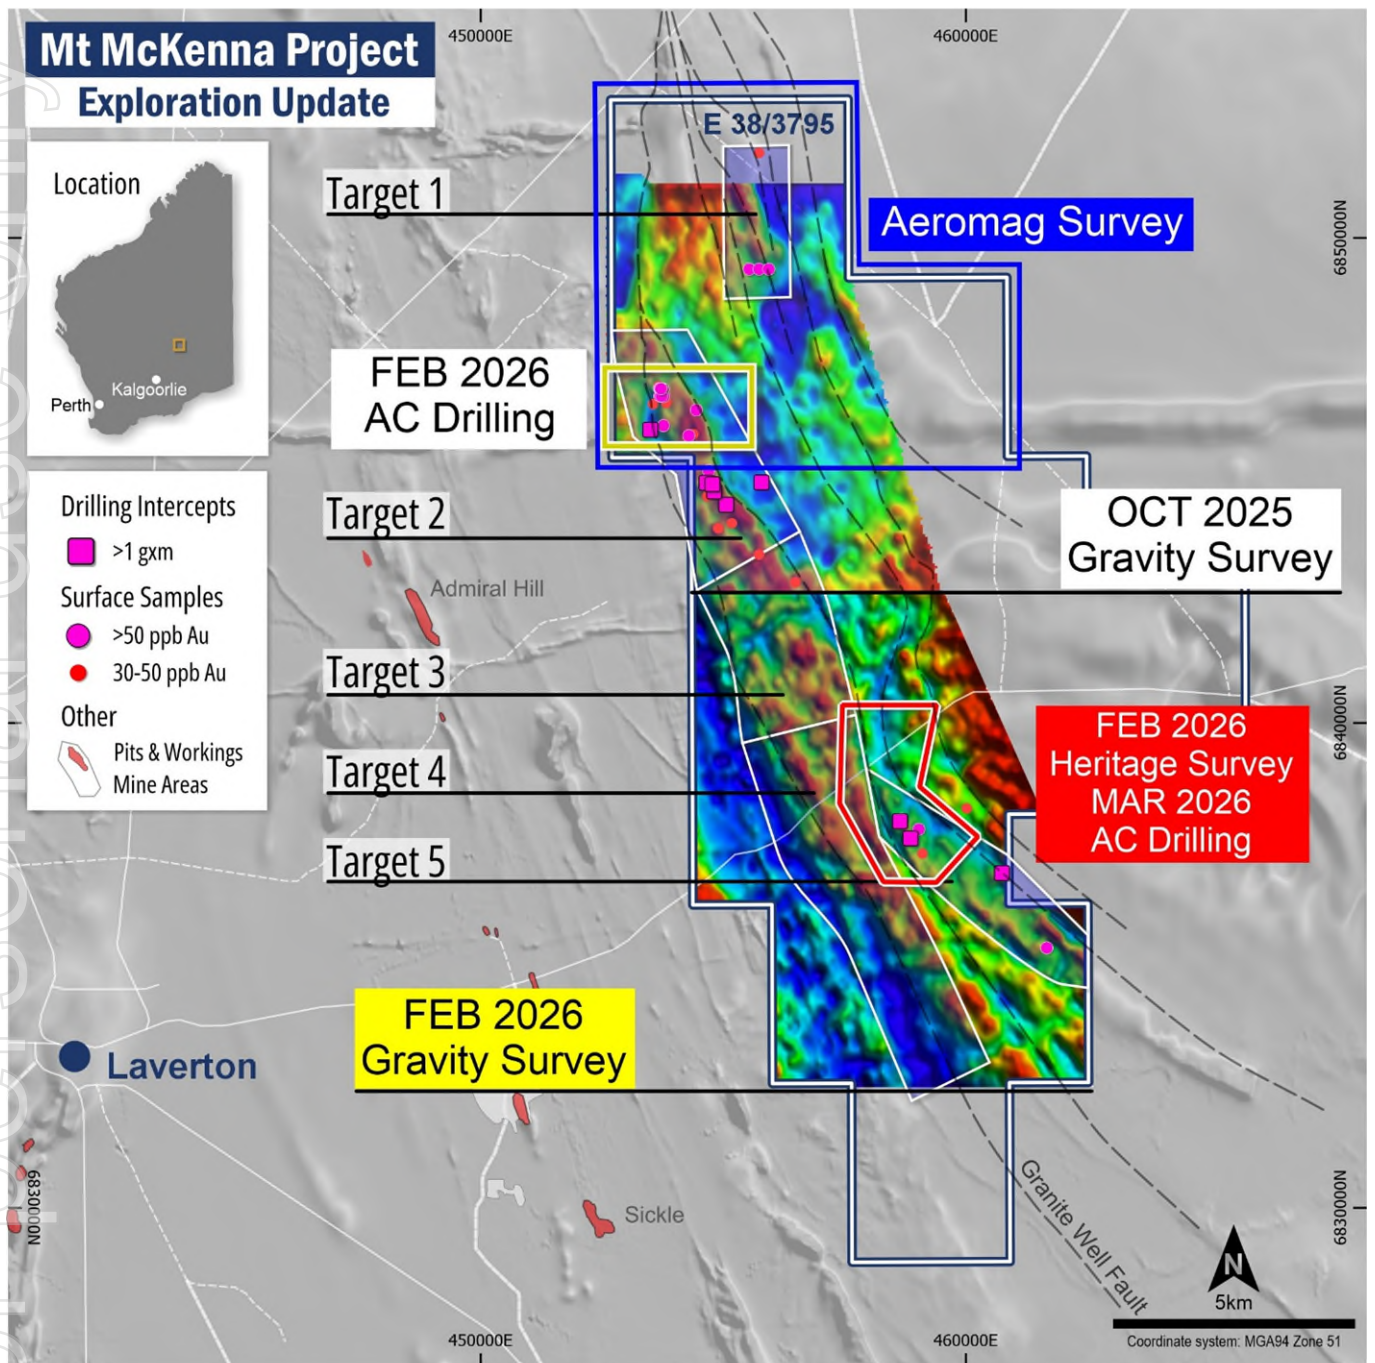 Mt McKenna Project
Exploration Update
450000E
460000E
E 38/3795
Location
Kalgoorlie
Perth
Target 1
Aeromag Survey
6850000N
FEB 2026
AC Drilling
Drilling Intercepts
>1 gxm
Surface Samples
>50 ppb Au
30-50 ppb Au
Other
Pits & Workings
Mine Areas
Target 2
OCT 2025
Gravity Survey
Admiral Hill
Target 3
6840000N
FEB 2026
Heritage Survey
MAR 2026
AC Drilling
Target 4
Target 5
FEB 2026
Gravity Survey
Laverton
6830000N
Sickle
Granite Well Fault
6830000N
N
5km
Coordinate system: MGA94 Zone 51
450000E
460000E